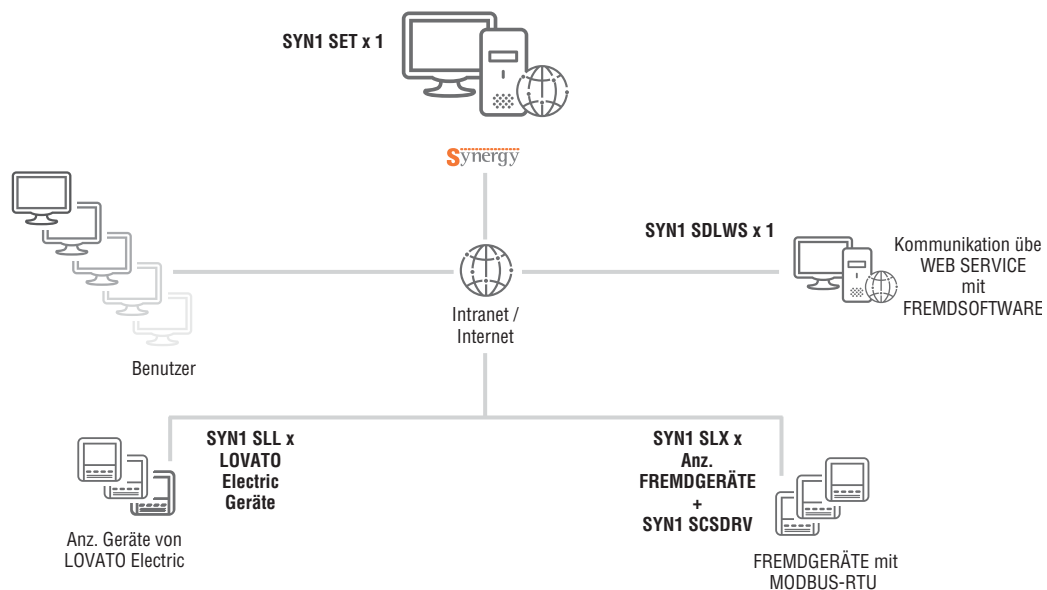 SYN1 SET x 1
Synergy
SYN1 SDLWS x 1
Kommunikation übe
WEB SERVICE
mit
FREMDSOFTWARE
Intranet /
Internet
Benutzer
SYN1 SLL x
LOVATO
Electric
Geräte
SYN1 SLX x
Anz.
FREMDGERÄTE
+
SYN1 SCSDRV
Anz. Geräte von
LOVATO Electric
FREMDGERÄTE mit
MODBUS-RTU